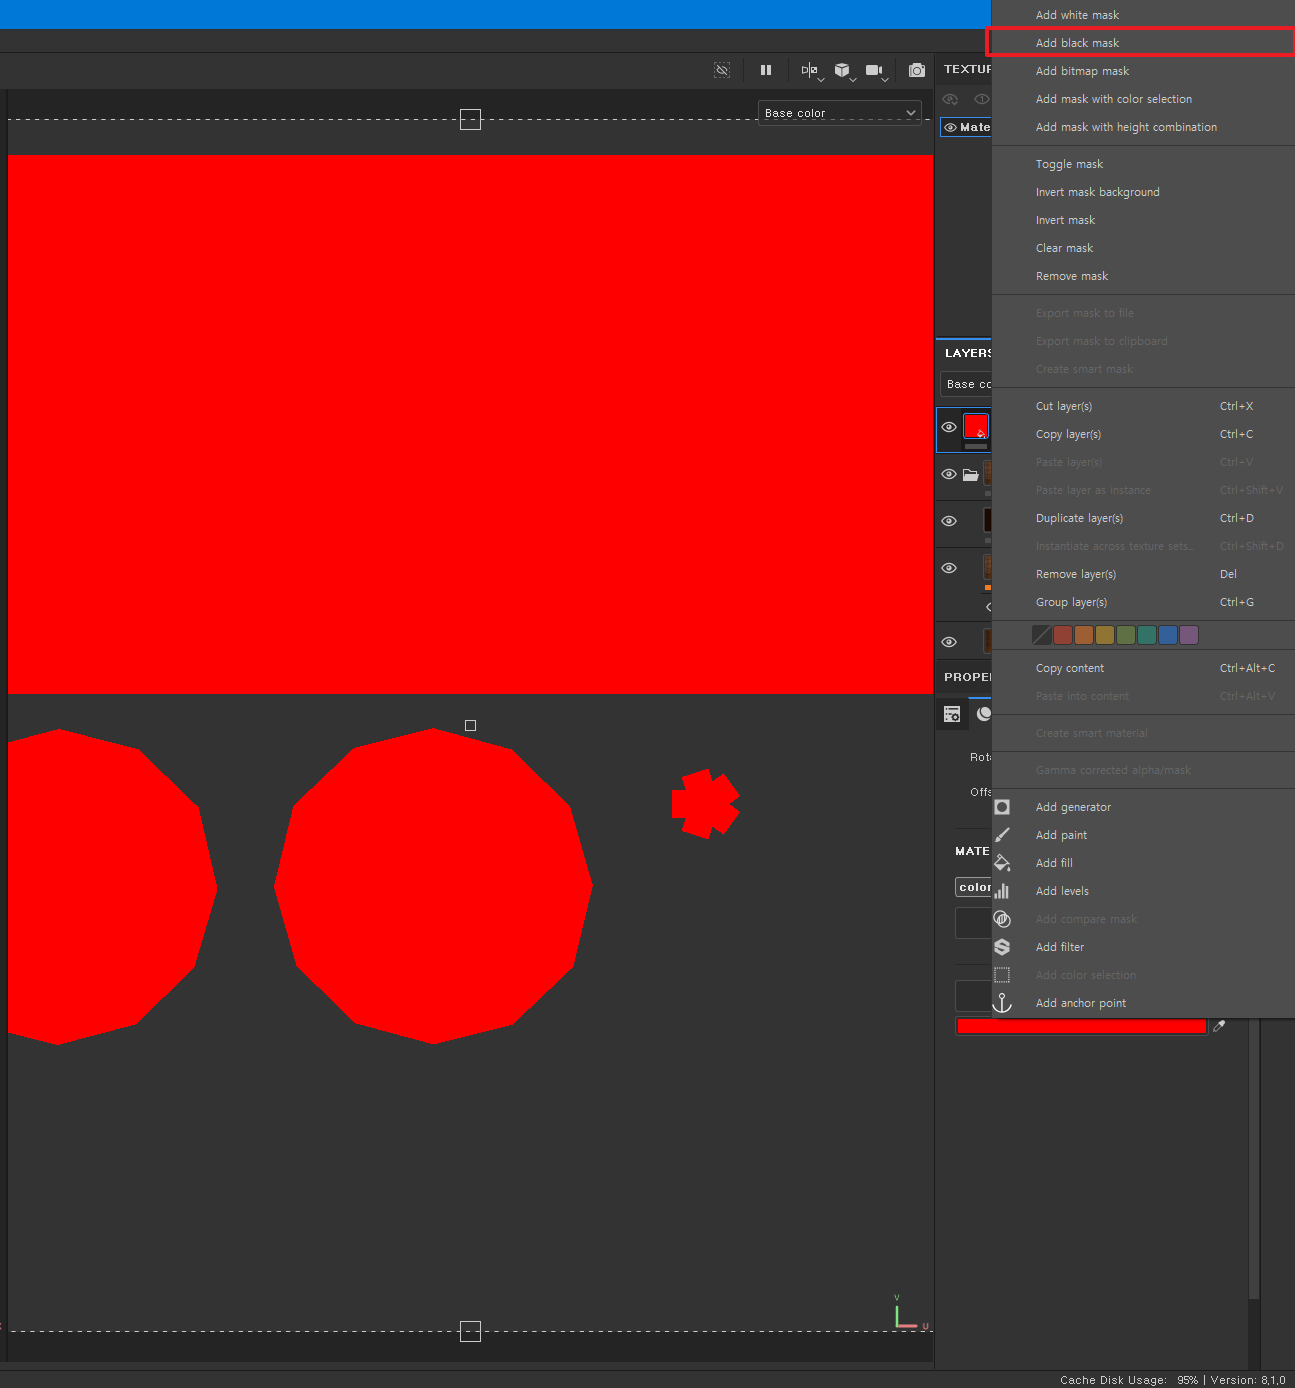 Add white mask
Add black mask
Add bitmap mask
Add mask with color selection
Add mask with height combination
Toggle mask
Invert mask background
Invert mask
Clear mask
Remove mask
Export mask to file
Export mask to clipboard
Create smart mask
Cut layer(s) Ctrl+X
Copy layer(s) Ctrl+C
Paste layer(s) Ctrl+V
Paste layer as instance Ctrl+Shift+V
Duplicate layer(s) Ctrl+D
Instantiate across texture sets... Ctrl+Shift+D
Remove layer(s) Del
Group layer(s) Ctrl+G
Copy content Ctrl+Alt+C
Paste into content Ctrl+Alt+V
Create smart material
Gamma corrected alpha/mask
Add generator
Add paint
Add fill
Add levels
Add compare mask
Add filter
Add color selection
Add anchor point
TEXTUR
Base color
Mate
LAYERS
Base co
PROPE
Rota
Offs
MATE
color
V
U
Cache Disk Usage: 95% | Version: 8,1,0